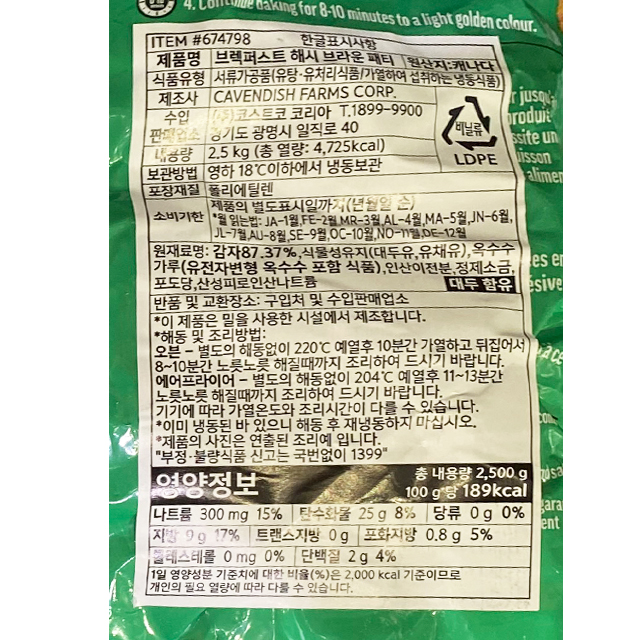 4. Continue baking for 8-10 minutes to a light golden colour.
ITEM #674798 한글표시사항
제품명 브렉퍼스트 해시 브라운 패티 원산지:캐나다
식품유형 서류가공품(유탕·유처리식품/가열하여 섭취하는 냉동식품)
제조사 CAVENDISH FARMS CORP.
수입 판매업소 (주)코스트코 코리아 T.1899-9900
경기도 광명시 일직로 40
내용량 2.5 kg (총 열량: 4,725kcal)
비닐류
LDPE
보관방법 영하 18℃이하에서 냉동보관
포장재질 폴리에틸렌
소비기한 제품의 별도표시일까지(년월일 순)
*월 읽는법: JA-1월,FE-2월 MR-3월,AL-4월,MA-5월,JN-6월,
JL-7월,AU-8월,SE-9월,OC-10월,NO-11월,DE-12월
원재료명: 감자87.37%,식물성유지(대두유,유채유),옥수수
가루(유전자변형 옥수수 포함 식품),인산이전분,정제소금,
포도당,산성피로인산나트륨 대두 함유
반품 및 교환장소: 구입처 및 수입판매업소
*이 제품은 밀을 사용한 시설에서 제조합니다.
*해동 및 조리방법:
오븐 – 별도의 해동없이 220℃ 예열후 10분간 가열하고 뒤집어서
8~10분간 노릇노릇 해질때까지 조리하여 드시기 바랍니다.
에어프라이어 – 별도의 해동없이 204℃ 예열후 11~13분간
노릇노릇 해질때까지 조리하여 드시기 바랍니다.
기기에 따라 가열온도와 조리시간이 다를 수 있습니다.
*이미 냉동된 바 있으니 해동 후 재냉동하지 마십시오.
*제품의 사진은 연출된 조리예 입니다.
"부정·불량식품 신고는 국번없이 1399"
영양정보 총 내용량 2,500 g
100 g당 189kcal
나트륨 300 mg 15% 탄수화물 25 g 8% 당류 0 g 0%
지방 9 g 17% 트랜스지방 0 g 포화지방 0.8 g 5%
콜레스테롤 0 mg 0% 단백질 2 g 4%
1일 영양성분 기준치에 대한 비율(%)은 2,000 kcal 기준이므로
개인의 필요 열량에 따라 다를 수 있습니다.